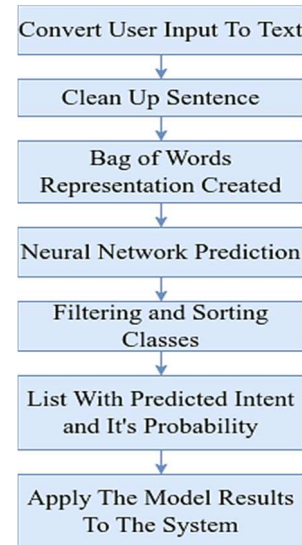 Convert User Input To Text
Clean Up Sentence
Bag of Words
Representation Created
Neural Network Prediction
Filtering and Sorting
Classes
List With Predicted Intent
and It's Probability
Apply The Model Results
To The System